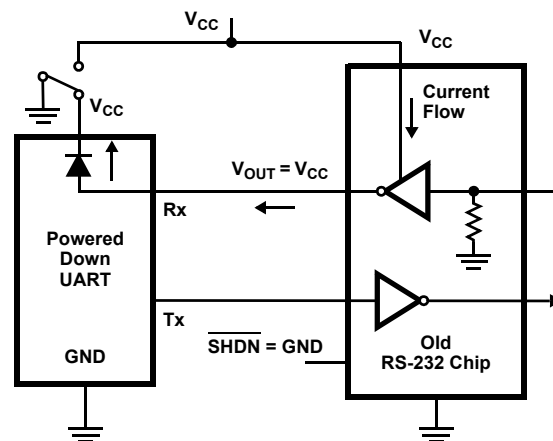 VCC
VCC
VCC
Current
Flow
VOUT = VCC
Rx
Powered
Down
UART
Tx
SHDN = GND
GND
Old
RS-232 Chip